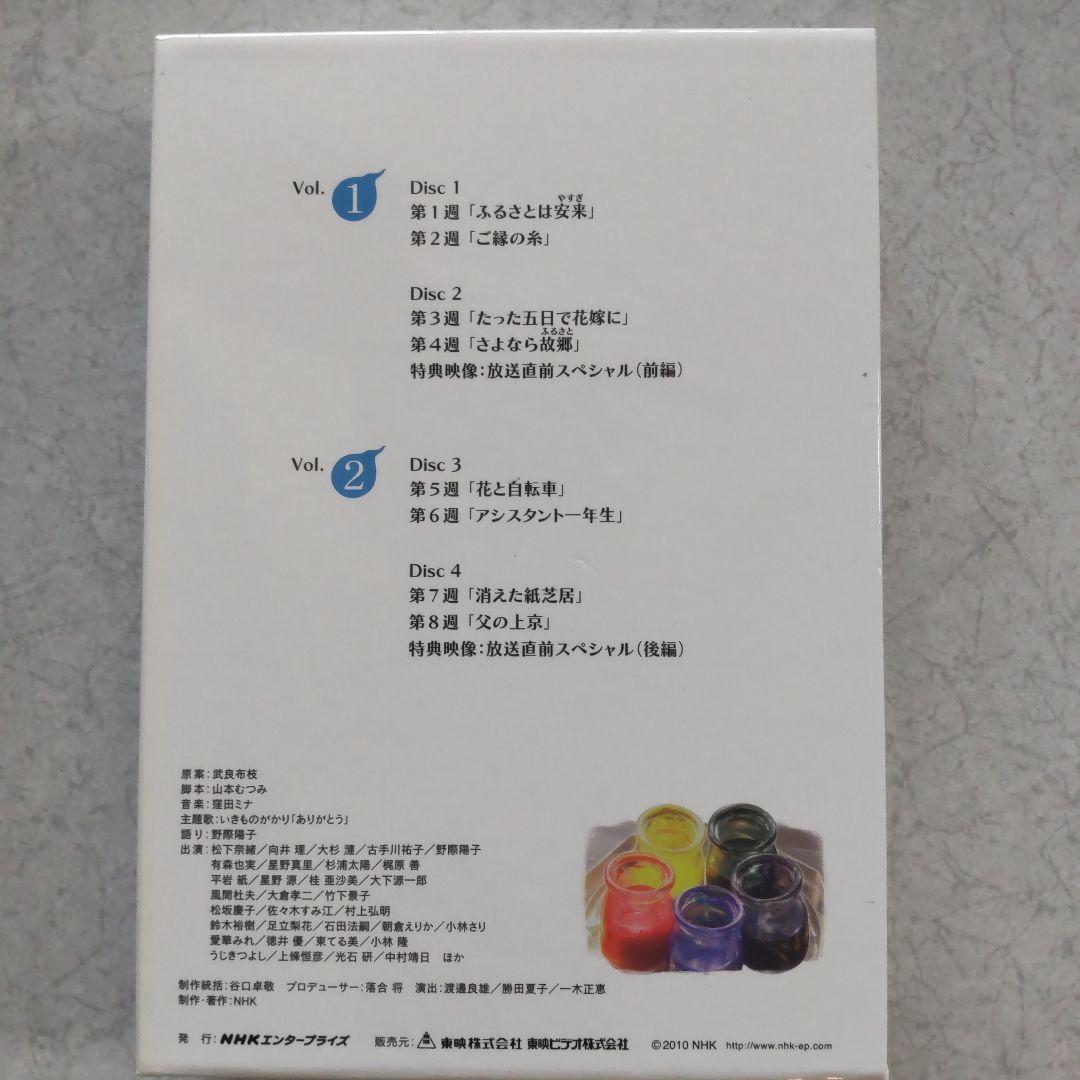 Vol. 1
Disc 1
やすぎ
第1週「ふるさとは安来」
第2週「ご縁の糸」
Disc 2
第3週「たった五日で花嫁に」
ふるさと
第4週「さよなら故郷」
特典映像：放送直前スペシャル（前編）
Vol. 2
Disc 3
第5週「花と自転車」
第6週「アシスタント一年生」
Disc 4
第7週「消えた紙芝居」
第8週「父の上京」
特典映像：放送直前スペシャル（後編）
原案：武良布枝
脚本：山本むつみ
音楽：窪田ミナ
主題歌：いきものがかり「ありがとう」
語り：野際陽子
出演：松下奈緒／向井 理／大杉 漣／古手川祐子／野際陽子
有森也実／星野真里／杉浦太陽／梶原 善
平岩 紙／星野 源／桂 亜沙美／大下源一郎
風間杜夫／大倉孝二／竹下景子
松坂慶子／佐々木すみ江／村上弘明
鈴木裕樹／足立梨花／石田法嗣／朝倉えりか／小林さり
愛華みれ／徳井 優／東てる美／小林 隆
うじきつよし／上條恒彦／光石 研／中村靖日 ほか
制作統括：谷口卓敬 プロデューサー：落合 将 演出：渡邊良雄／勝田夏子／一木正恵
制作・著作：NHK
発 行：NHKエンタープライズ 販売元：東映株式会社 東映ビデオ株式会社 ©2010 NHK http://www.nhk-ep.com